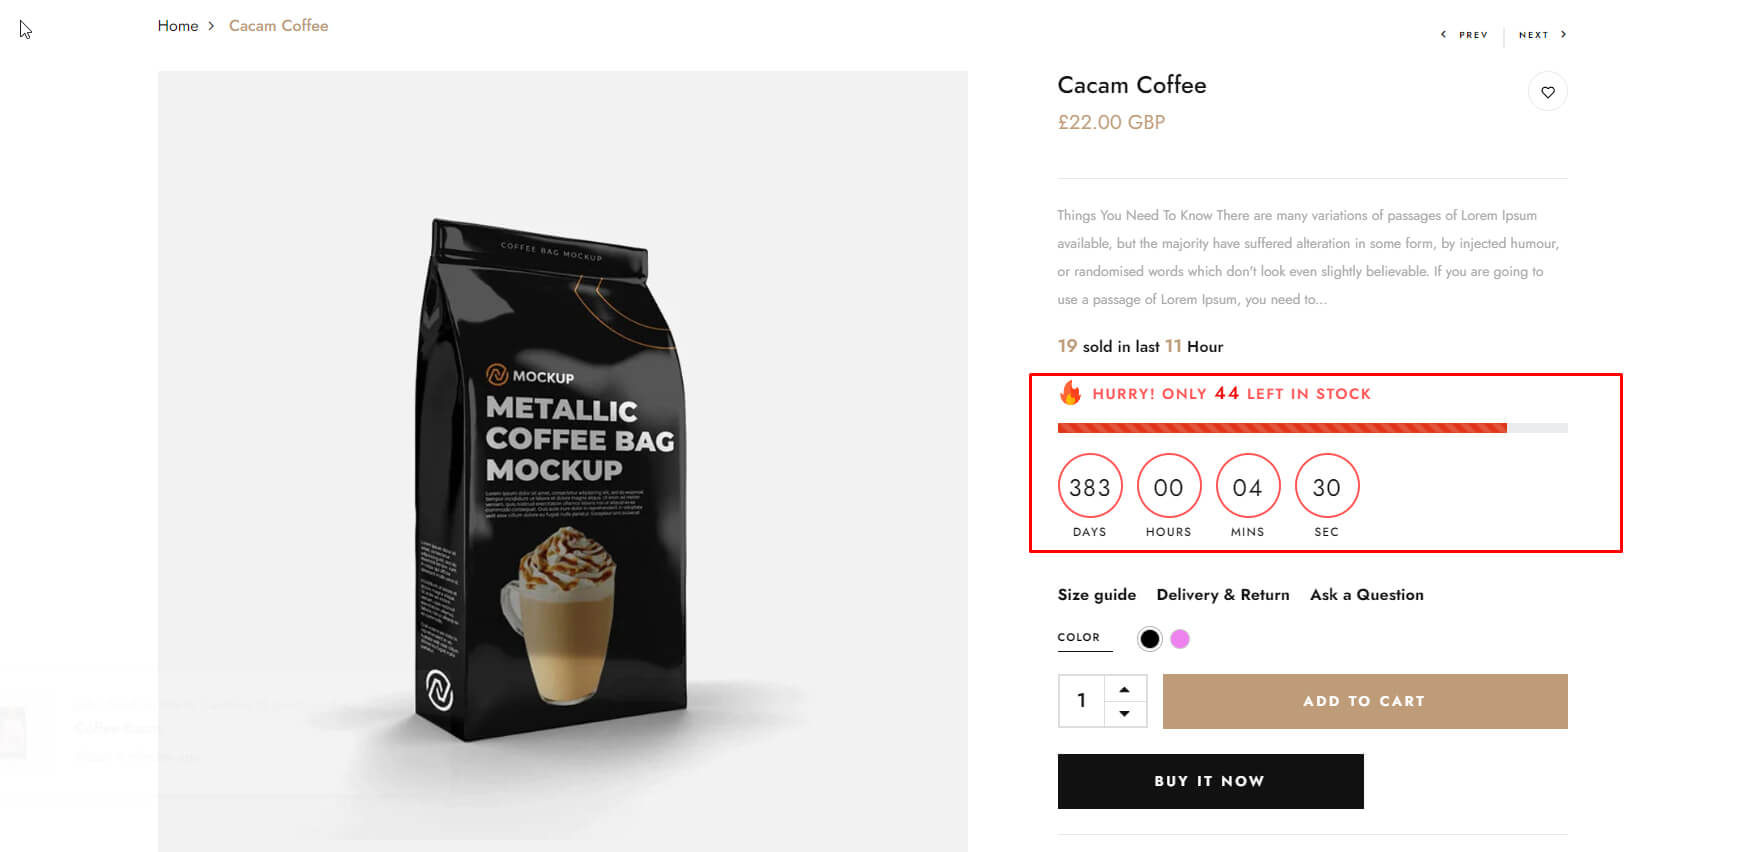 Home > Cacam Coffee
< PREV
NEXT >
COFFEE BAG MOCKUP
MOCKUP
METALLIC
COFFEE BAG
MOCKUP
Cacam Coffee
£22.00 GBP
Things You Need To Know There are many variations of passages of Lorem Ipsum
available, but the majority have suffered alteration in some form, by injected humour,
or randomised words which don't look even slightly believable. If you are going to
use a passage of Lorem Ipsum, you need to...
19 sold in last 11 Hour
HURRY! ONLY 44 LEFT IN STOCK
383 00 04 30
DAYS HOURS MINS SEC
Size guide Delivery & Return Ask a Question
COLOR
1
ADD TO CART
BUY IT NOW